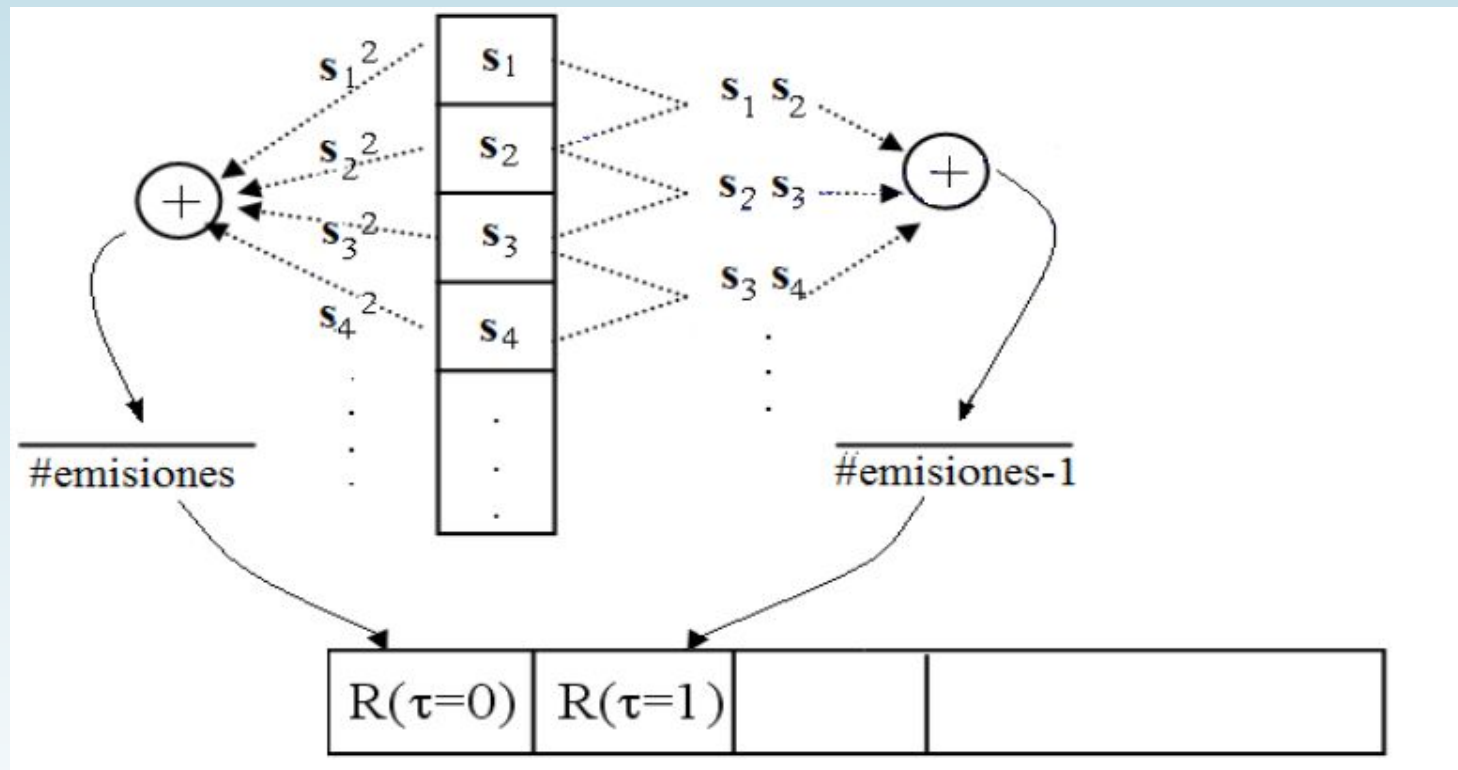 s₁²
s₁
s₁ s₂
s₂²
s₂
s₂ s₃
+
+
s₃²
s₃
s₃ s₄
s₄²
s₄
#emisiones
#emisiones-1
R(τ=0)
R(τ=1)